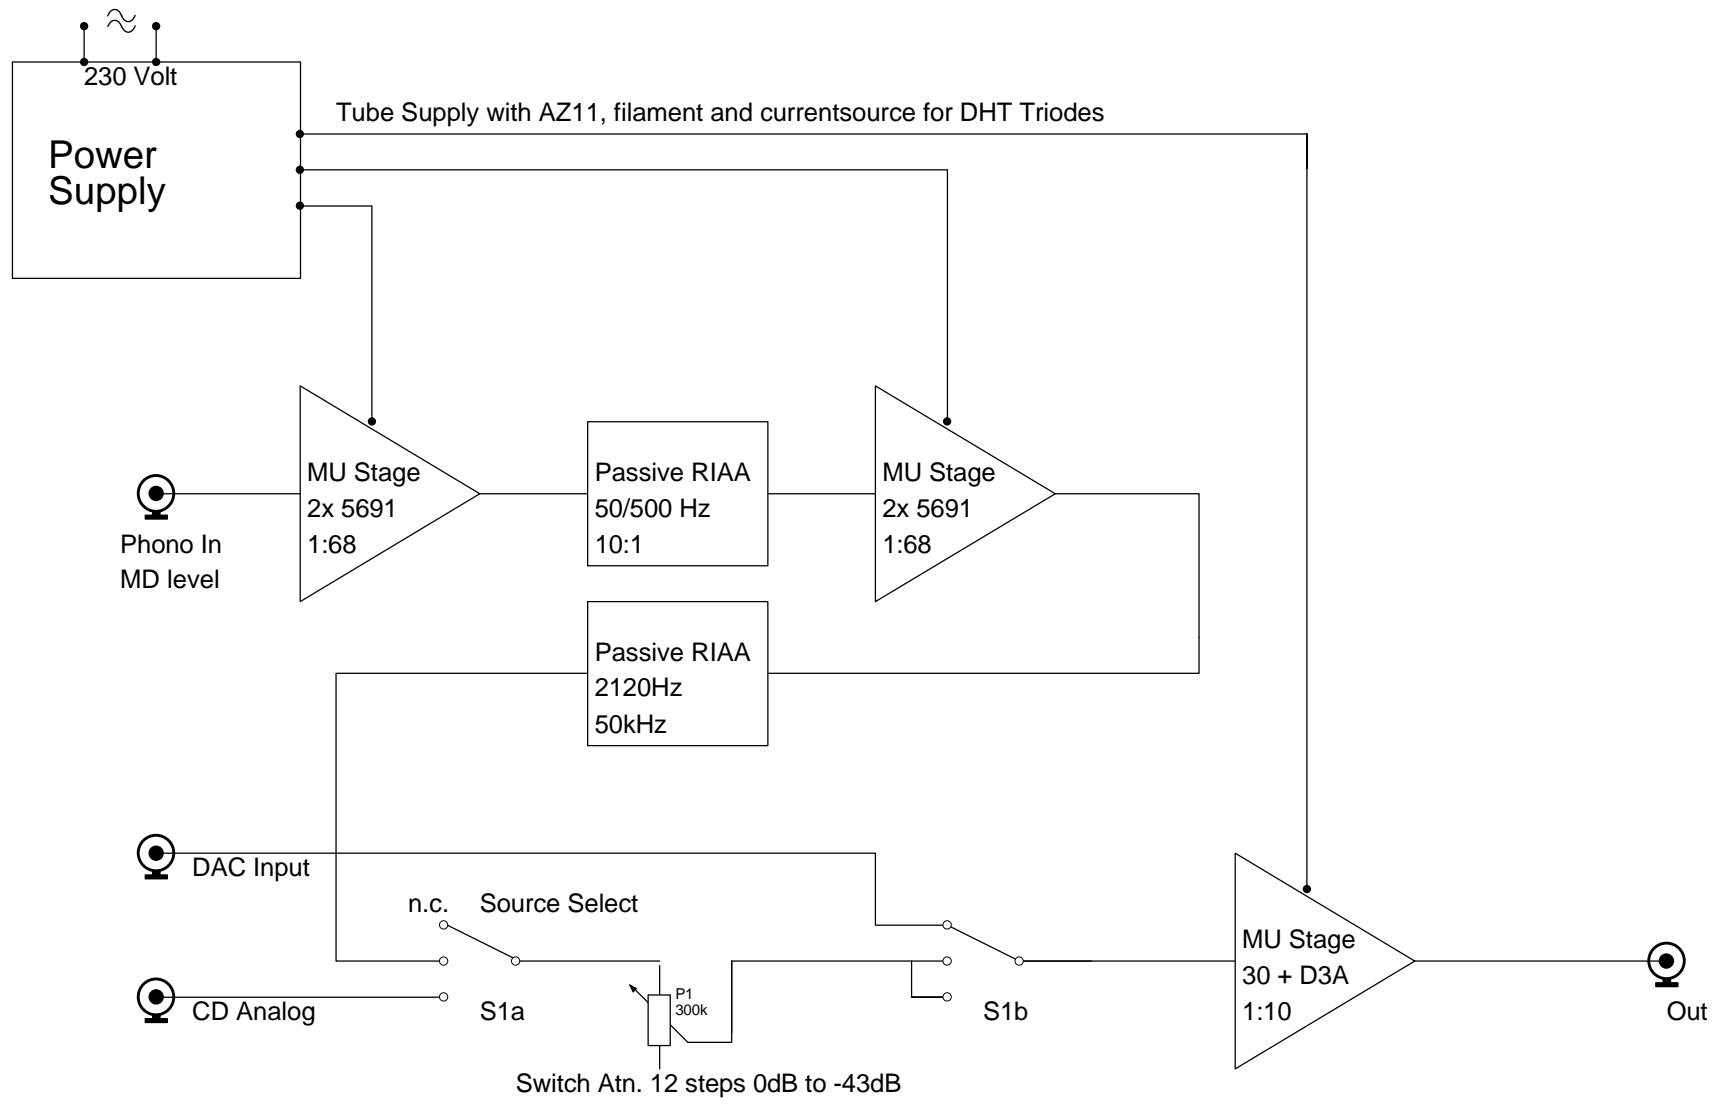 230 Volt
Tube Supply with AZ11, filament and currentsource for DHT Triodes
Power
Supply
MU Stage
2x 5691
1:68
Passive RIAA
50/500 Hz
10:1
MU Stage
2x 5691
1:68
Phono In
MD level
Passive RIAA
2120Hz
50kHz
DAC Input
n.c.
Source Select
CD Analog
S1a
P1
300k
S1b
MU Stage
30 + D3A
1:10
Out
Switch Atn. 12 steps 0dB to -43dB